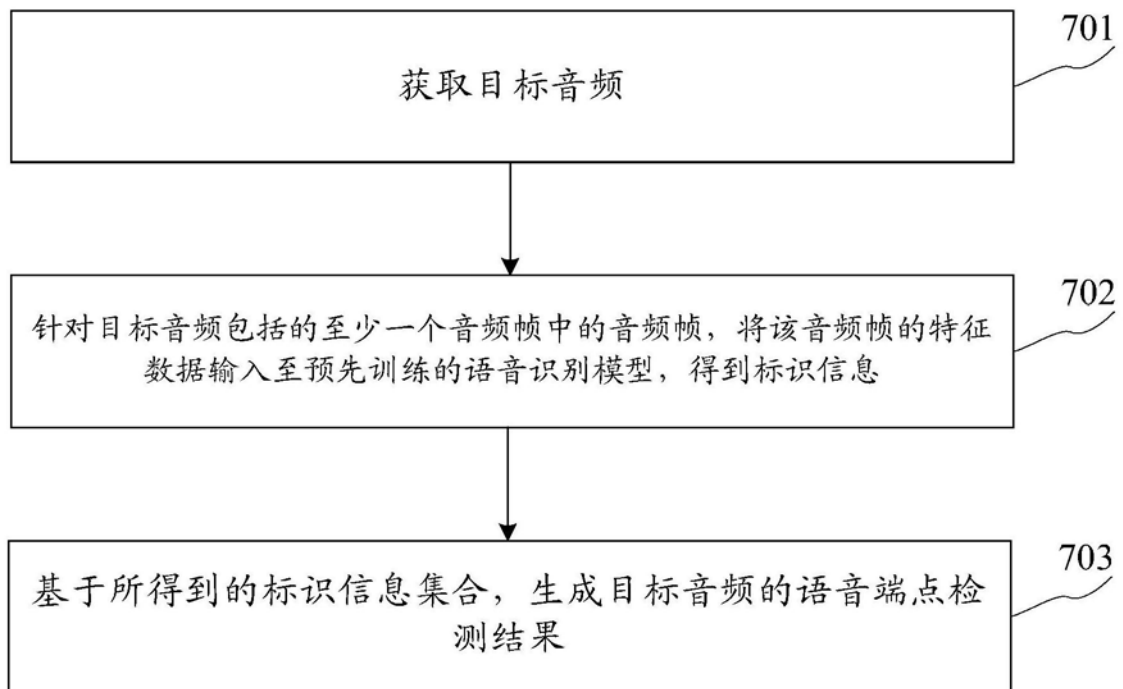 701
获取目标音频
702
针对目标音频包括的至少一个音频帧中的音频帧，将该音频帧的特征
数据输入至预先训练的语音识别模型，得到标识信息
703
基于所得到的标识信息集合，生成目标音频的语音端点检
测结果